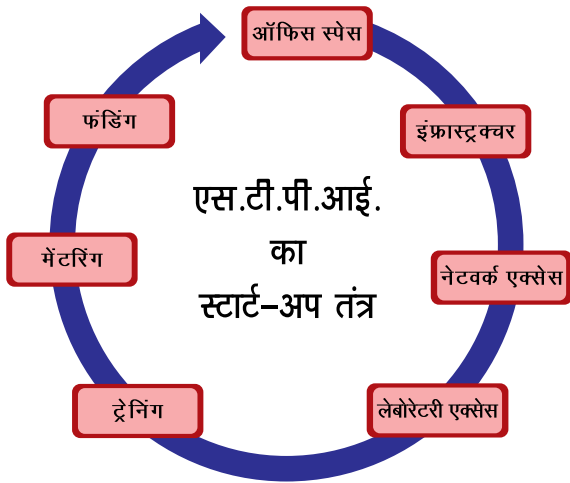 ऑफिस स्पेस
इंफ्रास्ट्रक्चर
नेटवर्क एक्सेस
लेबोरेटरी एक्सेस
ट्रेनिंग
मेंटरिंग
फंडिंग
एस.टी.पी.आई.
का
स्टार्ट–अप तंत्र